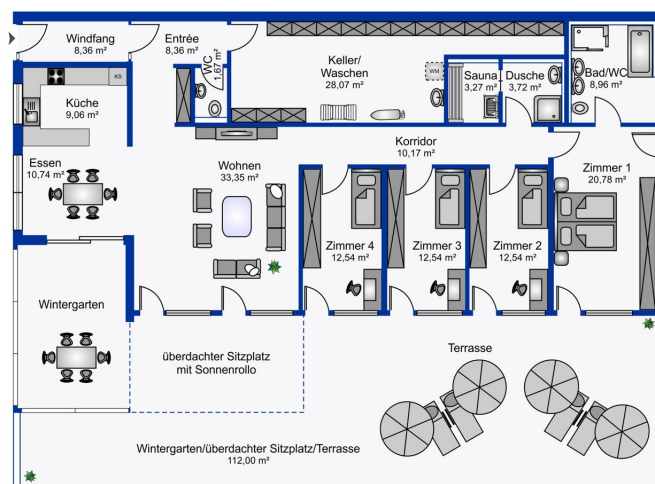 Windfang
8,36 m²
Entrée
8,36 m²
WC
1,67 m²
Keller/
Waschen
28,07 m²
WM
Sauna
3,27 m²
Dusche
3,72 m²
Bad/WC
8,96 m²
KS
Küche
9,06 m²
Korridor
10,17 m²
Essen
10,74 m²
Wohnen
33,35 m²
Zimmer 1
20,78 m²
Zimmer 4
12,54 m²
Zimmer 3
12,54 m²
Zimmer 2
12,54 m²
Wintergarten
überdachter Sitzplatz
mit Sonnenrollo
Terrasse
Wintergarten/überdachter Sitzplatz/Terrasse
112,00 m²